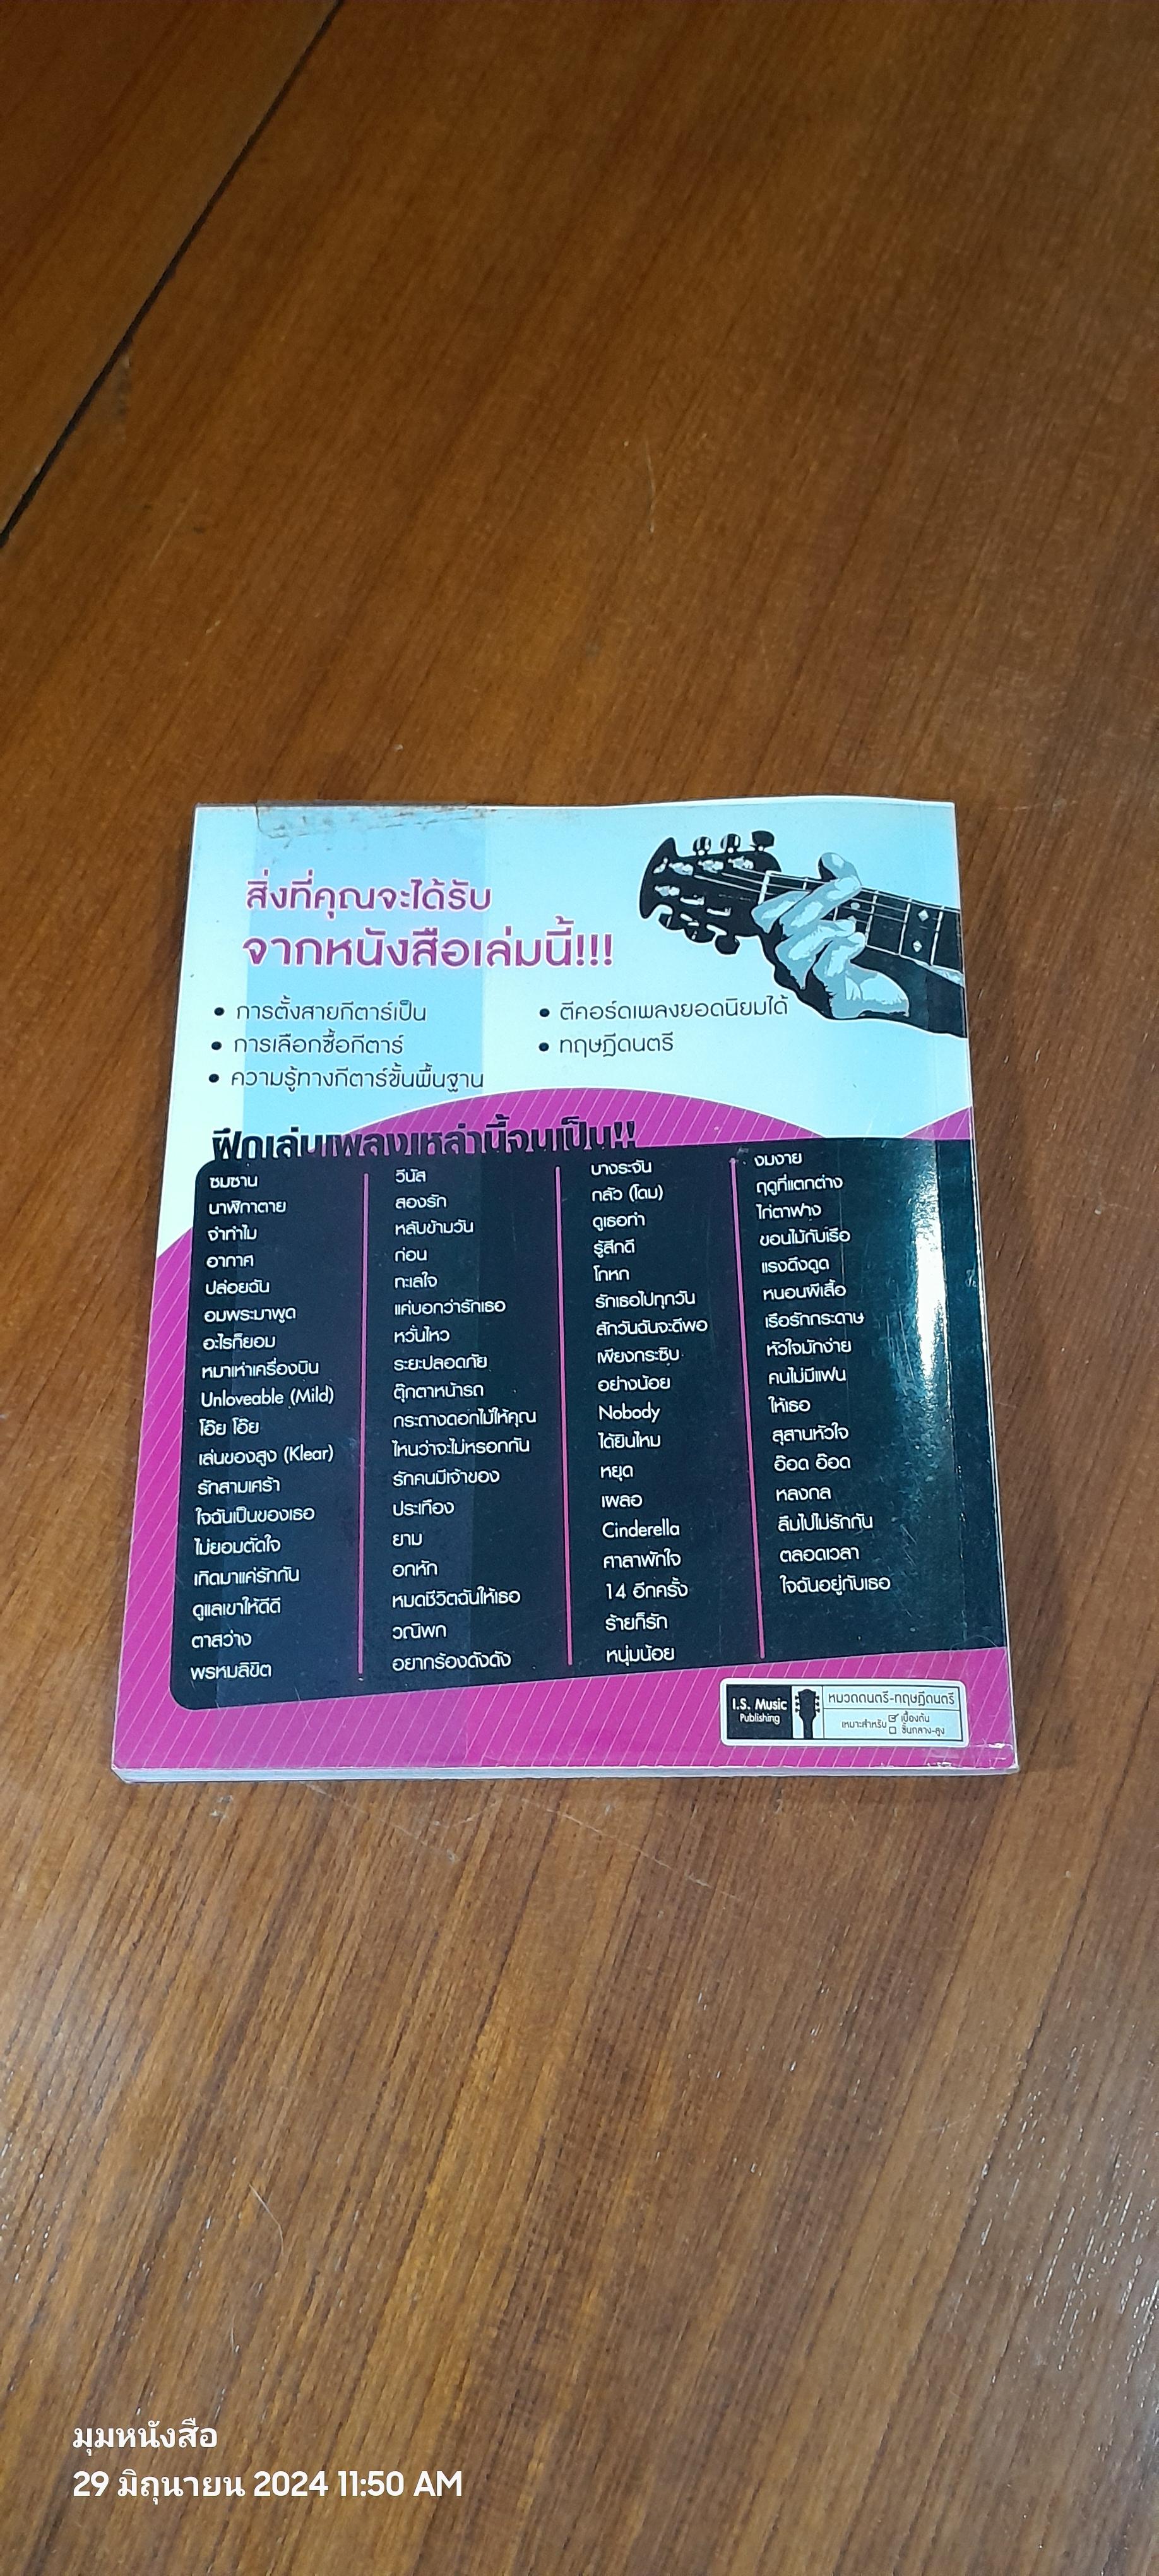 สิ่งที่คุณจะได้รับ
จากหนังสือเล่มนี้!!!
• การตั้งสายกีตาร์เป็น
• การเลือกซื้อกีตาร์
• ความรู้ทางกีตาร์ขั้นพื้นฐาน
• ตีคอร์ดเพลงยอดนิยมได้
• ทฤษฎีดนตรี
ฝึกเล่นเพลงเหล่านี้จนเป็น!!
ซมซาน
นาฬิกาตาย
จำทำไม
อากาศ
ปล่อยฉัน
อมพระมาพูด
อะไรก็ยอม
หมาเห่าเครื่องบิน
Unloveable (Mild)
โอ๊ย โอ๊ย
เล่นของสูง (Klear)
รักสามเศร้า
ใจฉันเป็นของเธอ
ไม่ยอมตัดใจ
เกิดมาแค่รักกัน
ดูแลเขาให้ดีดี
ตาสว่าง
พรหมลิขิต
วีนัส
สองรัก
หลับข้ามวัน
ก่อน
ทะเลใจ
แค่บอกว่ารักเธอ
หวั่นไหว
ระยะปลอดภัย
ตุ๊กตาหน้ารถ
กระถางดอกไม้ให้คุณ
ไหนว่าจะไม่หรอกกัน
รักคนมีเจ้าของ
ประเทือง
ยาม
อกหัก
หมดชีวิตฉันให้เธอ
วณิพก
อยากร้องดังดัง
บางระจัน
กลัว (โดม)
ดูเธอทำ
รู้สึกดี
โกหก
รักเธอไปทุกวัน
สักวันฉันจะดีพอ
เพียงกระซิบ
อย่างน้อย
Nobody
ได้ยินไหม
หยุด
เผลอ
Cinderella
ศาลาพักใจ
14 อีกครั้ง
ร้ายก็รัก
หนุ่มน้อย
งมงาย
ฤดูที่แตกต่าง
ไก่ตาฟาง
ขอนไม้กับเรือ
แรงดึงดูด
หนอนผีเสื้อ
เรือรักกระดาษ
หัวใจมักง่าย
คนไม่มีแฟน
ให้เธอ
สุสานหัวใจ
อ๊อด อ๊อด
หลงกล
ลืมไปไม่รักกัน
ตลอดเวลา
ใจฉันอยู่กับเธอ
I.S. Music
Publishing
หมวดดนตรี-ทฤษฎีดนตรี
เหมาะสำหรับ
เบื้องต้น
ชั้นกลาง-สูง
มุมหนังสือ
29 มิถุนายน 2024 11:50 AM